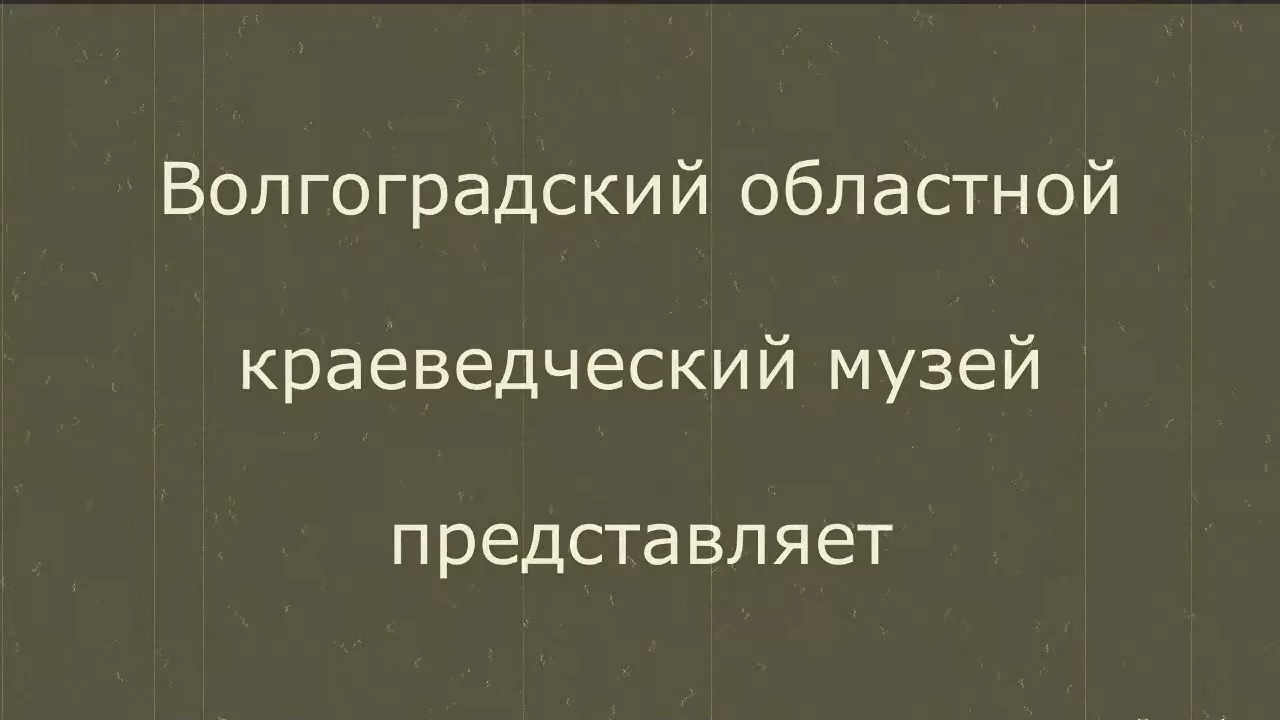 Волгоградский областной
краеведческий музей
представляет